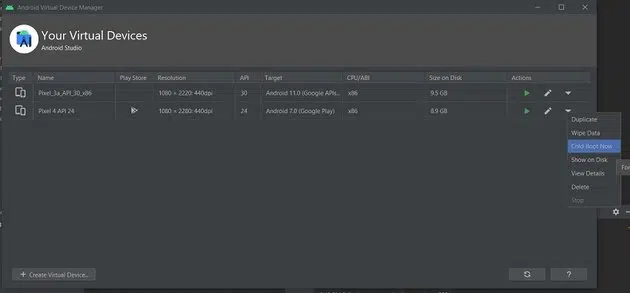 Android Virtual Device Manager
Your Virtual Devices
Android Studio
Type Name Play Store Resolution API Target CPU/ABI Size on Disk Actions
Pixel_3a_API_30_x86 1080 × 2220: 440dpi 30 Android 11.0 (Google APIs... x86 9.5 GB
Pixel 4 API 24 1080 × 2280: 440dpi 24 Android 7.0 (Google Play) x86 8.9 GB
Duplicate
Wipe Data
Cold Boot Now
Show on Disk
View Details
Delete
Stop
+ Create Virtual Device...
?